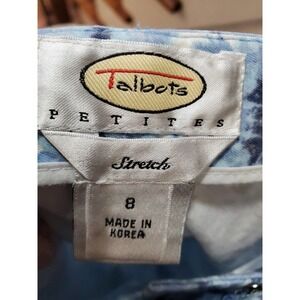 Talbots
PETITES
Stretch
8
MADE IN
KOREA